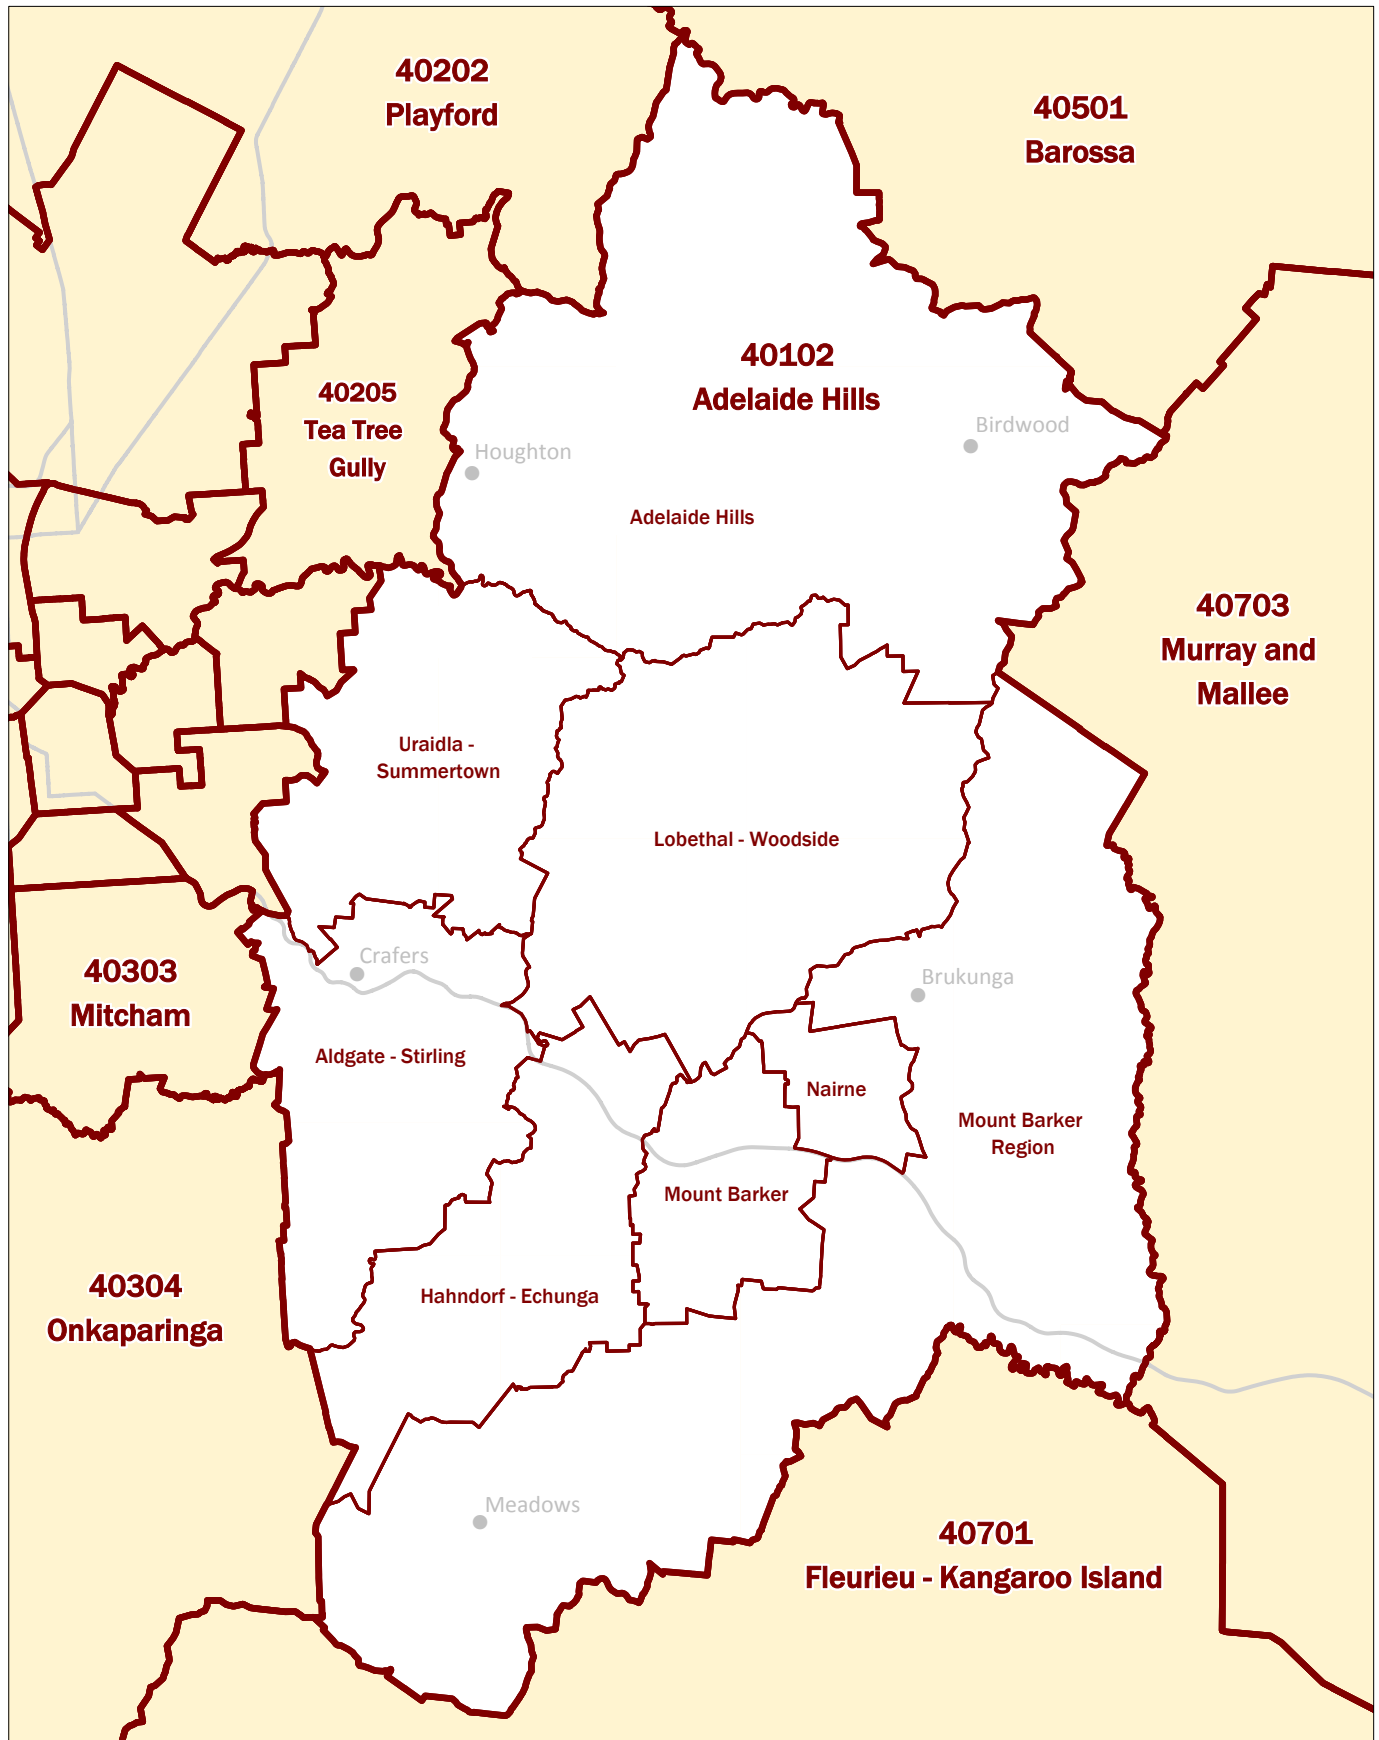 40202
Playford
40501
Barossa
40102
Adelaide Hills
40205
Tea Tree
Gully
Houghton
Birdwood
Adelaide Hills
40703
Murray and
Mallee
Uraidla -
Summertown
Lobethal - Woodside
Crafers
40303
Mitcham
Brukunga
Aldgate - Stirling
Nairne
Mount Barker
Region
Mount Barker
40304
Onkaparinga
Hahndorf - Echunga
Meadows
40701
Fleurieu - Kangaroo Island